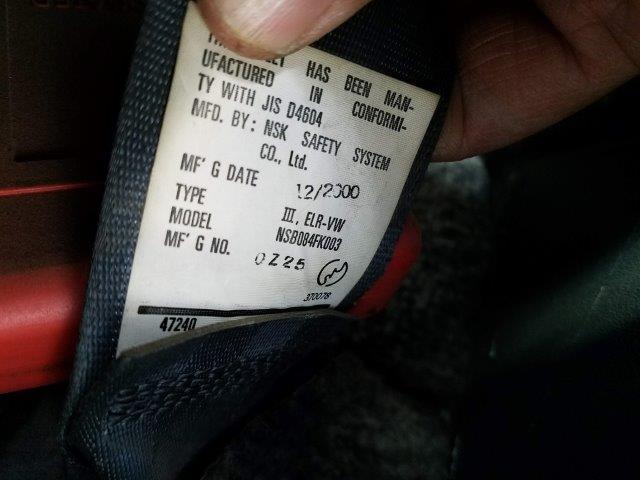 HAS BEEN MAN-
UFACTURED IN CONFORMI-
TY WITH JIS D4604
MFD. BY: NSK SAFETY SYSTEM
CO., Ltd.
MF'G DATE 12/2000
TYPE III, ELR-VW
MODEL NSB084FK003
MF'G NO. 0Z25
370078
47240